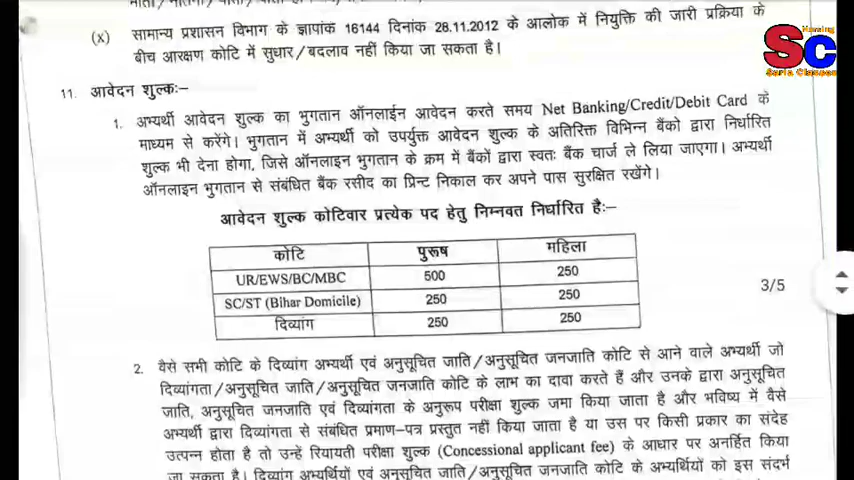 (x) सामान्य प्रशासन विभाग के ज्ञापांक 16144 दिनांक 28.11.2012 के आलोक में नियुक्ति की जारी प्रक्रिया के
बीच आरक्षण कोटि में सुधार/बदलाव नहीं किया जा सकता है।
Nursing
SC
Sarla Classes
11. आवेदन शुल्कः–
1. अभ्यर्थी आवेदन शुल्क का भुगतान ऑनलाईन आवेदन करते समय Net Banking/Credit/Debit Card के
माध्यम से करेंगे। भुगतान में अभ्यर्थी को उपर्युक्त आवेदन शुल्क के अतिरिक्त विभिन्न बैंको द्वारा निर्धारित
शुल्क भी देना होगा, जिसे ऑनलाइन भुगतान के क्रम में बैंकों द्वारा स्वतः बैंक चार्ज ले लिया जाएगा। अभ्यर्थी
ऑनलाइन भुगतान से संबंधित बैंक रसीद का प्रिन्ट निकाल कर अपने पास सुरक्षित रखेंगे।
आवेदन शुल्क कोटिवार प्रत्येक पद हेतु निम्नवत निर्धारित हैः–
कोटि पुरूष महिला
UR/EWS/BC/MBC 500 250
SC/ST (Bihar Domicile) 250 250
दिव्यांग 250 250
3/5
2. वैसे सभी कोटि के दिव्यांग अभ्यर्थी एवं अनुसूचित जाति/अनुसूचित जनजाति कोटि से आने वाले अभ्यर्थी जो
दिव्यांगता/अनुसूचित जाति/अनुसूचित जनजाति कोटि के लाभ का दावा करते हैं और उनके द्वारा अनुसूचित
जाति, अनुसूचित जनजाति एवं दिव्यांगता के अनुरूप परीक्षा शुल्क जमा किया जाता है और भविष्य में वैसे
अभ्यर्थी द्वारा दिव्यांगता से संबंधित प्रमाण–पत्र प्रस्तुत नहीं किया जाता है या उस पर किसी प्रकार का संदेह
उत्पन्न होता है तो उन्हें रियायती परीक्षा शुल्क (Concessional applicant fee) के आधार पर अनर्हित किया
जा सकता है। दिव्यांग अभ्यर्थियों एवं अनुसूचित जाति/अनुसूचित जनजाति कोटि के अभ्यर्थियों को इस संदर्भ